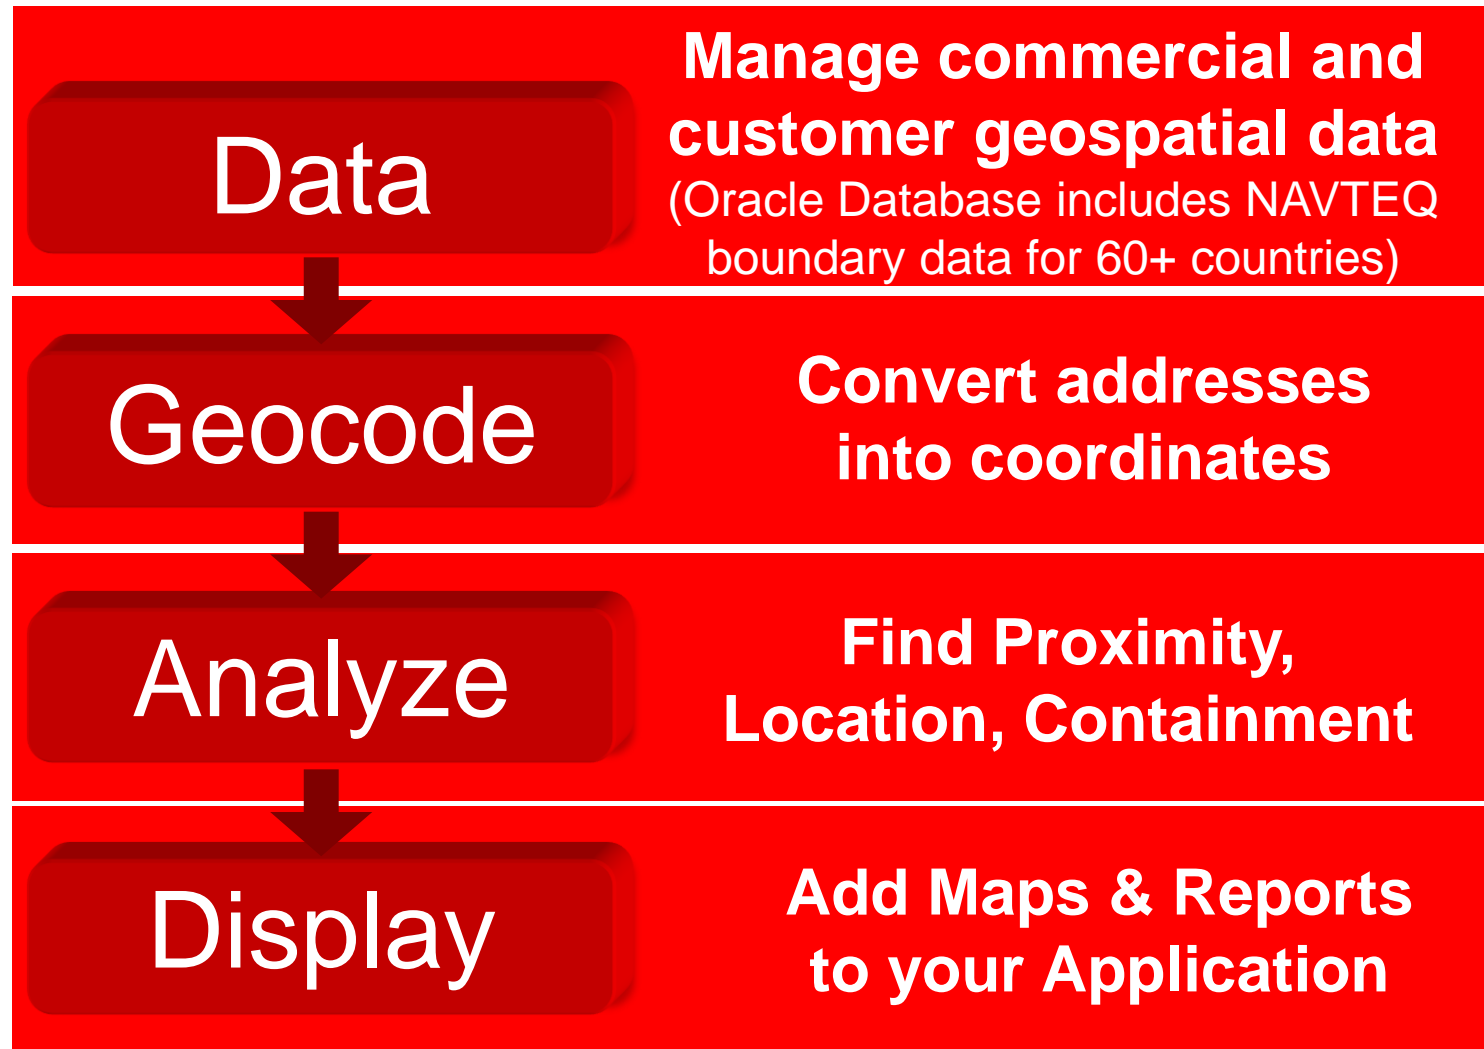 Data
Manage commercial and
customer geospatial data
(Oracle Database includes NAVTEQ
boundary data for 60+ countries)
Geocode
Convert addresses
into coordinates
Analyze
Find Proximity,
Location, Containment
Display
Add Maps & Reports
to your Application